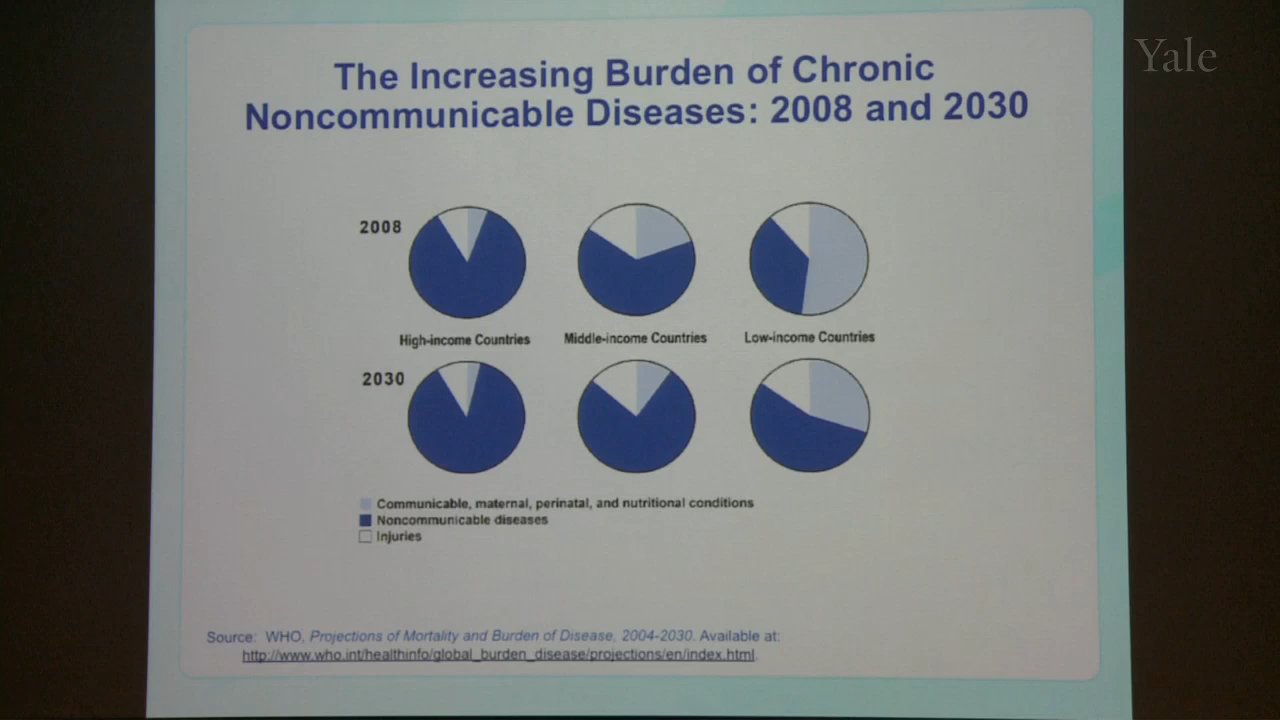 Yale
The Increasing Burden of Chronic
Noncommunicable Diseases: 2008 and 2030
2008
High-income Countries
Middle-income Countries
Low-income Countries
2030
Communicable, maternal, perinatal, and nutritional conditions
Noncommunicable diseases
Injuries
Source: WHO, Projections of Mortality and Burden of Disease, 2004-2030. Available at:
http://www.who.int/healthinfo/global_burden_disease/projections/en/index.html.